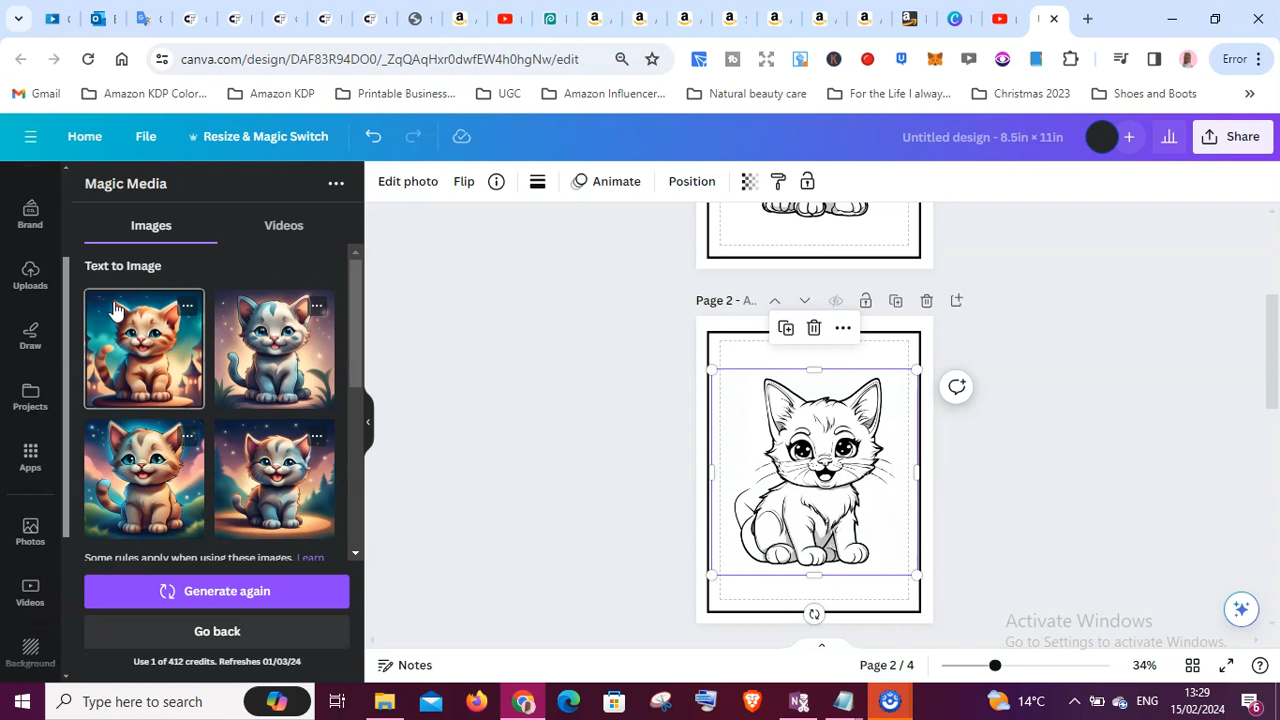 canva.com/design/DAF83R94DO0/_ZqQAqHxr0dwfEW4h0hgNw/edit
Error
Gmail
Amazon KDP Color...
Amazon KDP
Printable Business...
UGC
Amazon Influencer...
Natural beauty care
For the Life I alway...
Christmas 2023
Shoes and Boots
Home
File
Resize & Magic Switch
Untitled design - 8.5in × 11in
Share
Magic Media
Edit photo
Flip
Animate
Position
Brand
Images
Videos
Text to Image
Uploads
Page 2 - A..
Draw
Projects
Apps
Photos
Some rules apply when using these images. Learn
Generate again
Videos
Go back
Activate Windows
Go to Settings to activate Windows.
Background
Use 1 of 412 credits. Refreshes 01/03/24
Notes
Page 2 / 4
34%
Type here to search
14°C
ENG
13:29
15/02/2024
6